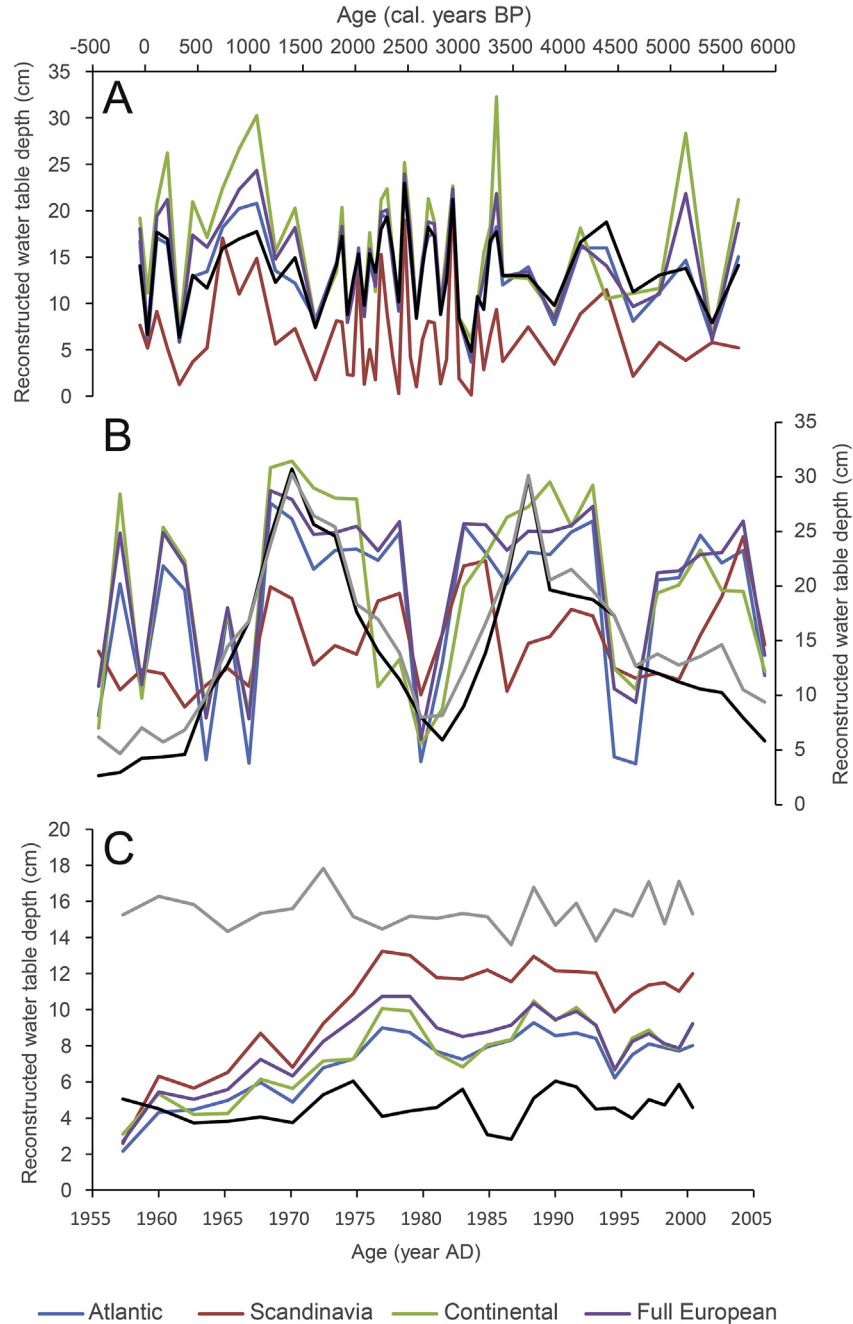 Age (cal. years BP)
-500 0 500 1000 1500 2000 2500 3000 3500 4000 4500 5000 5500 6000
A
Reconstructed water table depth (cm)
35
30
25
20
15
10
5
0
B
Reconstructed water table depth (cm)
35
30
25
20
15
10
5
0
C
Reconstructed water table depth (cm)
20
18
16
14
12
10
8
6
4
2
0
1955 1960 1965 1970 1975 1980 1985 1990 1995 2000 2005
Age (year AD)
Atlantic Scandinavia Continental Full European